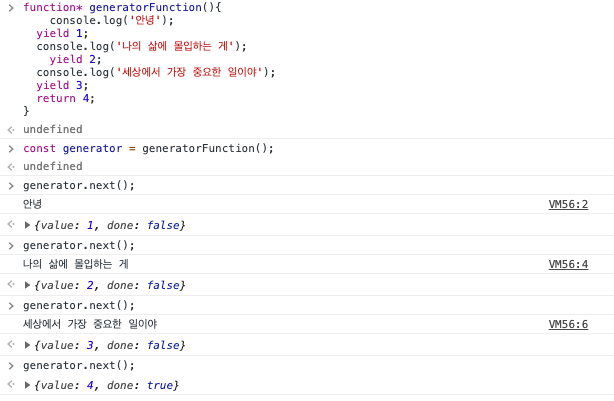 function* generatorFunction(){
console.log('안녕');
yield 1;
console.log('나의 삶에 몰입하는 게');
yield 2;
console.log('세상에서 가장 중요한 일이야');
yield 3;
return 4;
}
undefined
const generator = generatorFunction();
undefined
generator.next();
안녕 VM56:2
{value: 1, done: false}
generator.next();
나의 삶에 몰입하는 게 VM56:4
{value: 2, done: false}
generator.next();
세상에서 가장 중요한 일이야 VM56:6
{value: 3, done: false}
generator.next();
{value: 4, done: true}